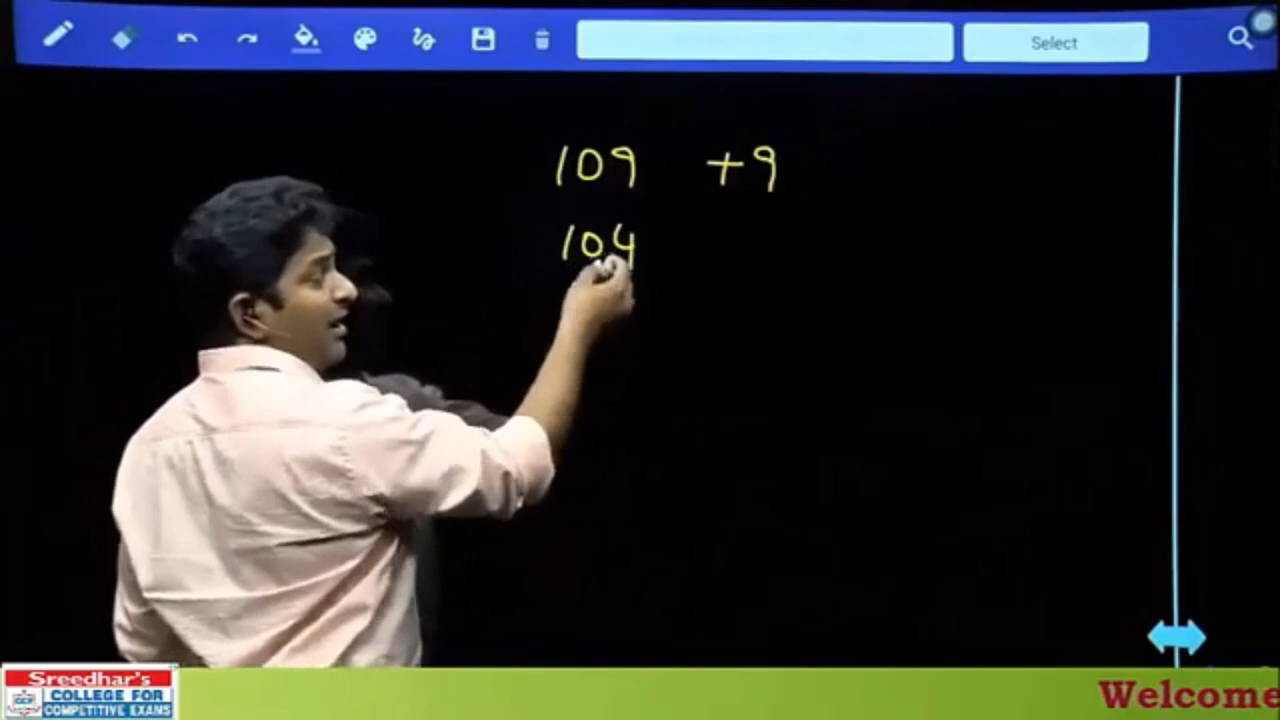 Select
109 +9
104
Sreedhar's
COLLEGE FOR
COMPETITIVE EXAMS
Welcome